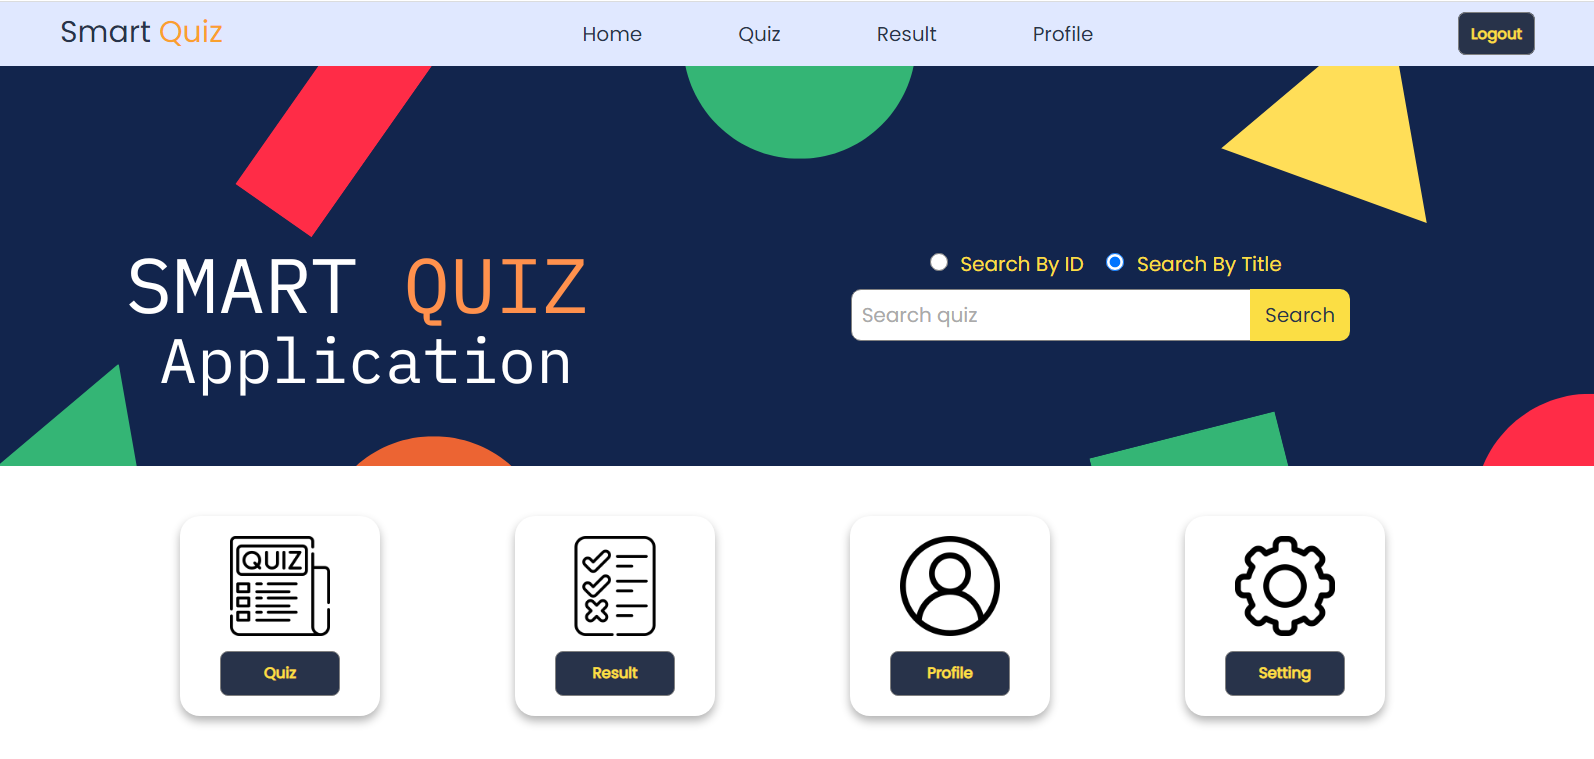 Smart Quiz
Home Quiz Result Profile
Logout
SMART QUIZ
Application
Search By ID Search By Title
Search quiz
Search
QUIZ
Quiz
Result
Profile
Setting